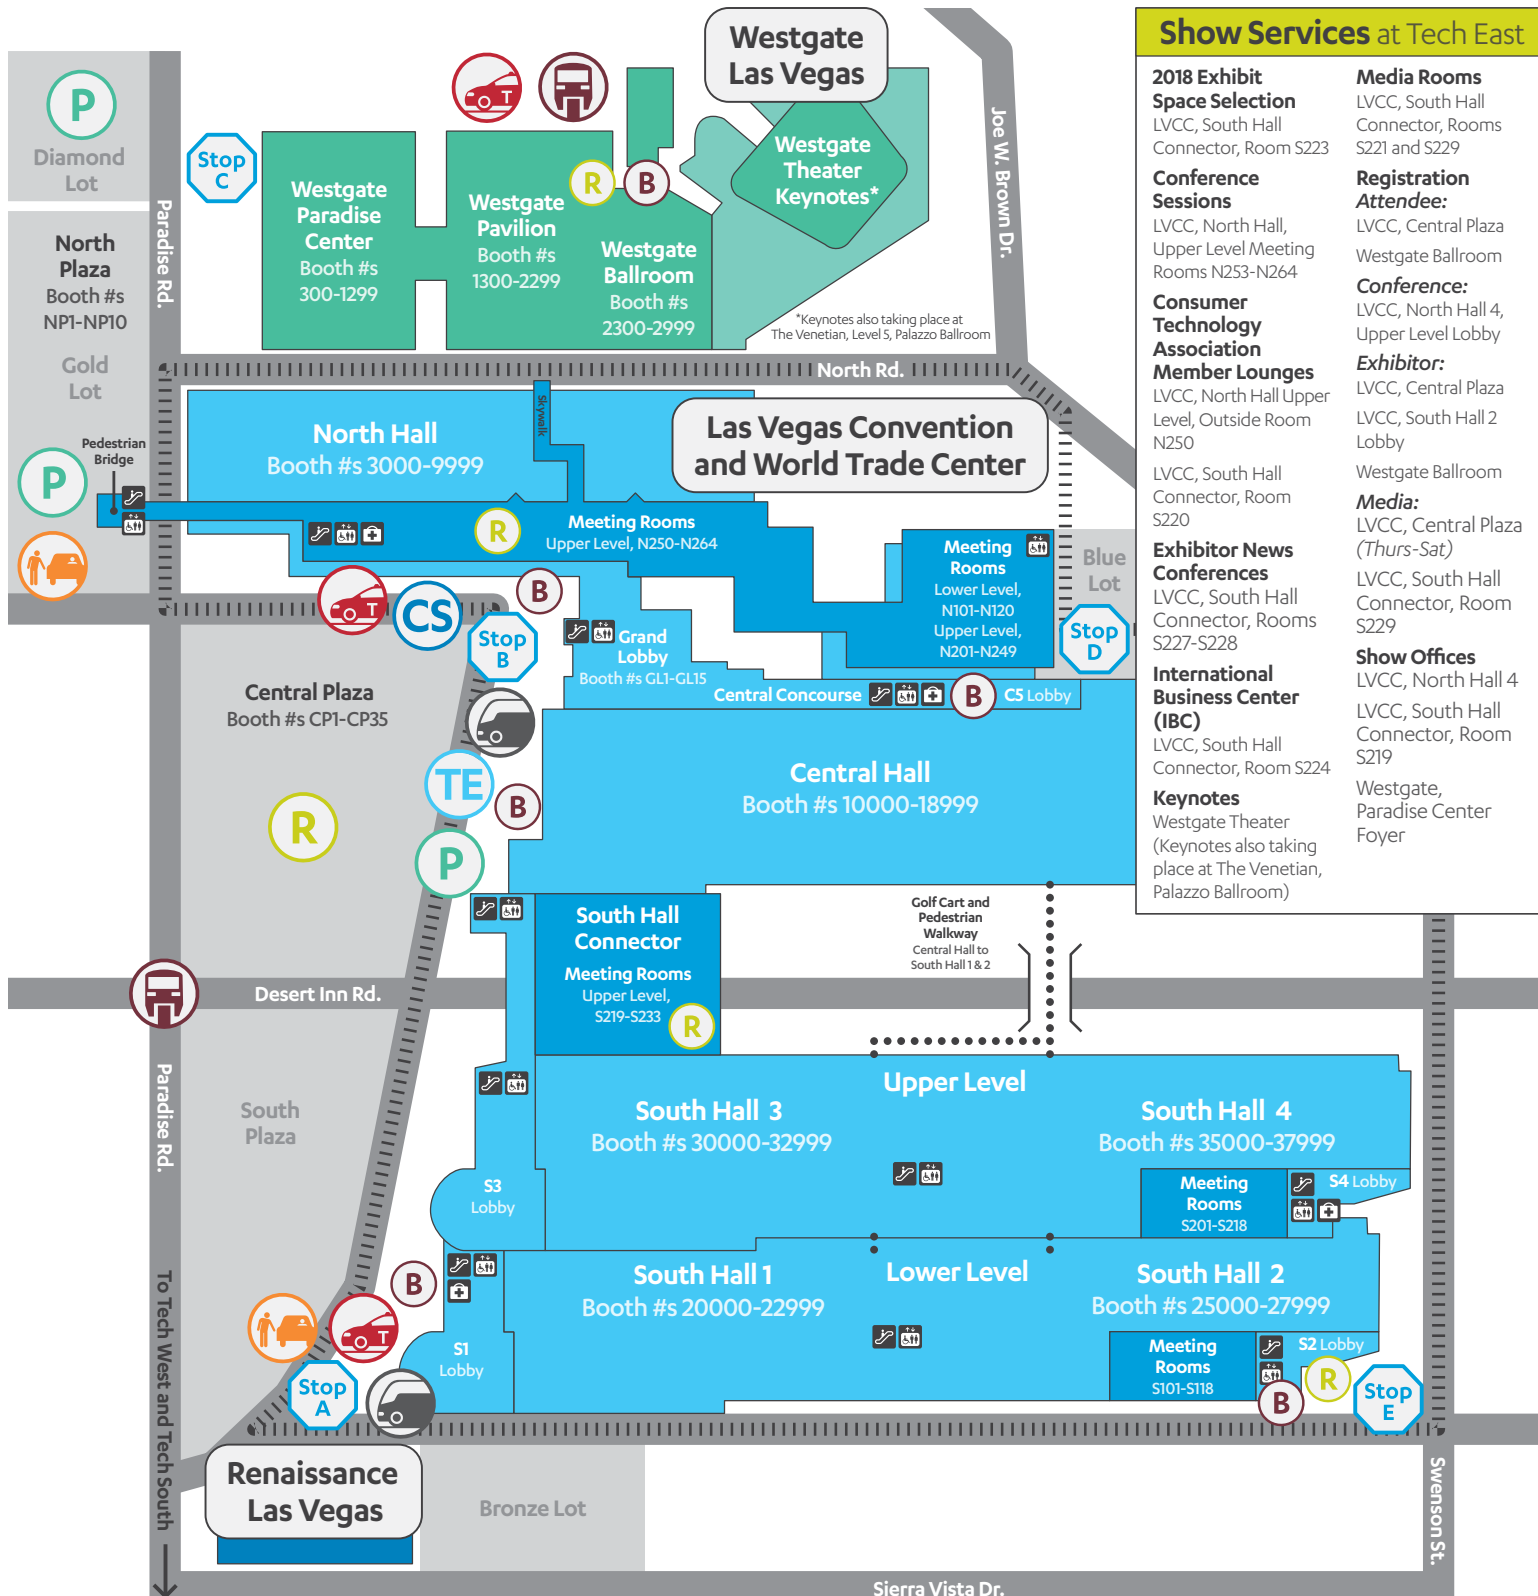 Westgate
Las Vegas
P
Diamond
Lot
Stop
C
T
R
B
Westgate
Paradise
Center
Booth #s
300-1299
Westgate
Pavilion
Booth #s
1300-2299
Westgate
Ballroom
Booth #s
2300-2999
Westgate
Theater
Keynotes*
*Keynotes also taking place at
The Venetian, Level 5, Palazzo Ballroom
Joe W. Brown Dr.
Paradise Rd.
North
Plaza
Booth #s
NP1-NP10
Gold
Lot
Pedestrian
Bridge
P
North Rd.
Skywalk
North Hall
Booth #s 3000-9999
Las Vegas Convention
and World Trade Center
R
Meeting Rooms
Upper Level, N250-N264
Meeting
Rooms
Lower Level,
N101-N120
Upper Level,
N201-N249
Blue
Lot
Stop
D
T
CS
B
Stop
B
Grand
Lobby
Booth #s GL1-GL15
Central Concourse
B
C5 Lobby
Central Plaza
Booth #s CP1-CP35
TE
B
R
P
Central Hall
Booth #s 10000-18999
South Hall
Connector
Meeting Rooms
Upper Level,
S219-S233
R
Golf Cart and
Pedestrian
Walkway
Central Hall to
South Hall 1 & 2
Desert Inn Rd.
Paradise Rd.
South
Plaza
Upper Level
South Hall 3
Booth #s 30000-32999
South Hall 4
Booth #s 35000-37999
S3
Lobby
Meeting
Rooms
S201-S218
S4 Lobby
South Hall 1
Booth #s 20000-22999
Lower Level
South Hall 2
Booth #s 25000-27999
B
T
S1
Lobby
Meeting
Rooms
S101-S118
S2 Lobby
R
B
Stop
E
Stop
A
To Tech West and Tech South
Renaissance
Las Vegas
Bronze Lot
Swenson St.
Sierra Vista Dr.
Show Services at Tech East
2018 Exhibit
Space Selection
LVCC, South Hall
Connector, Room S223
Conference
Sessions
LVCC, North Hall,
Upper Level Meeting
Rooms N253-N264
Consumer
Technology
Association
Member Lounges
LVCC, North Hall Upper
Level, Outside Room
N250
LVCC, South Hall
Connector, Room
S220
Exhibitor News
Conferences
LVCC, South Hall
Connector, Rooms
S227-S228
International
Business Center
(IBC)
LVCC, South Hall
Connector, Room S224
Keynotes
Westgate Theater
(Keynotes also taking
place at The Venetian,
Palazzo Ballroom)
Media Rooms
LVCC, South Hall
Connector, Rooms
S221 and S229
Registration
Attendee:
LVCC, Central Plaza
Westgate Ballroom
Conference:
LVCC, North Hall 4,
Upper Level Lobby
Exhibitor:
LVCC, Central Plaza
LVCC, South Hall 2
Lobby
Westgate Ballroom
Media:
LVCC, Central Plaza
(Thurs-Sat)
LVCC, South Hall
Connector, Room
S229
Show Offices
LVCC, North Hall 4
LVCC, South Hall
Connector, Room
S219
Westgate,
Paradise Center
Foyer